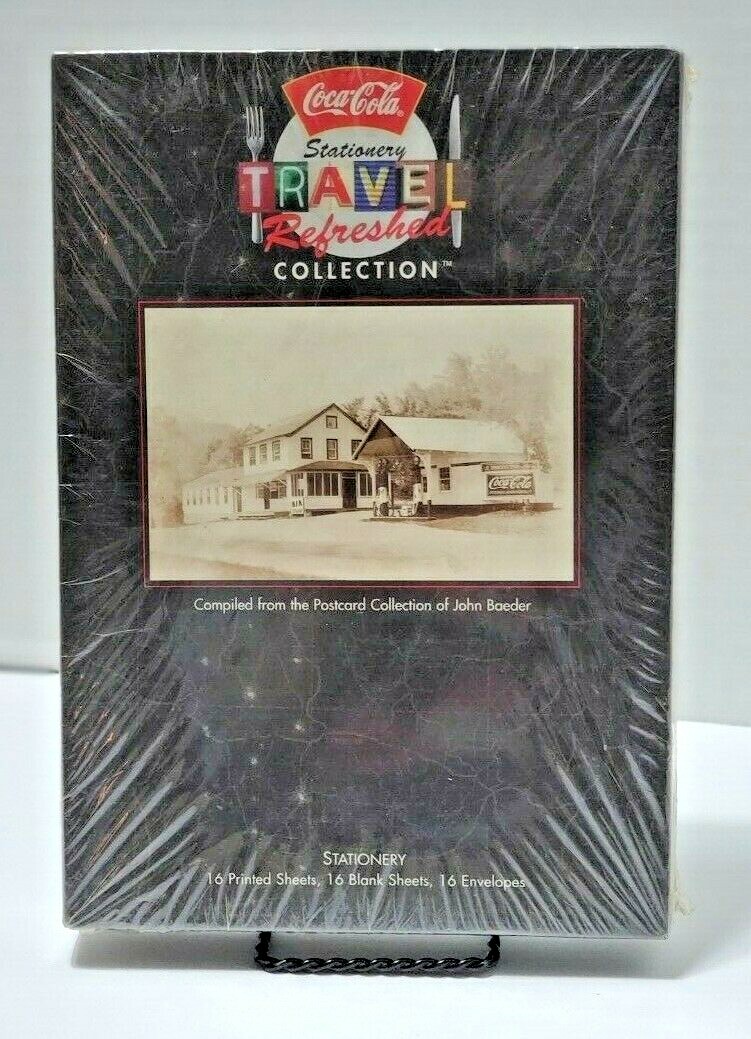 Coca-Cola®
Stationery
TRAVEL
Refreshed
COLLECTION™
Coca-Cola
Compiled from the Postcard Collection of John Baeder
STATIONERY
16 Printed Sheets, 16 Blank Sheets, 16 Envelopes